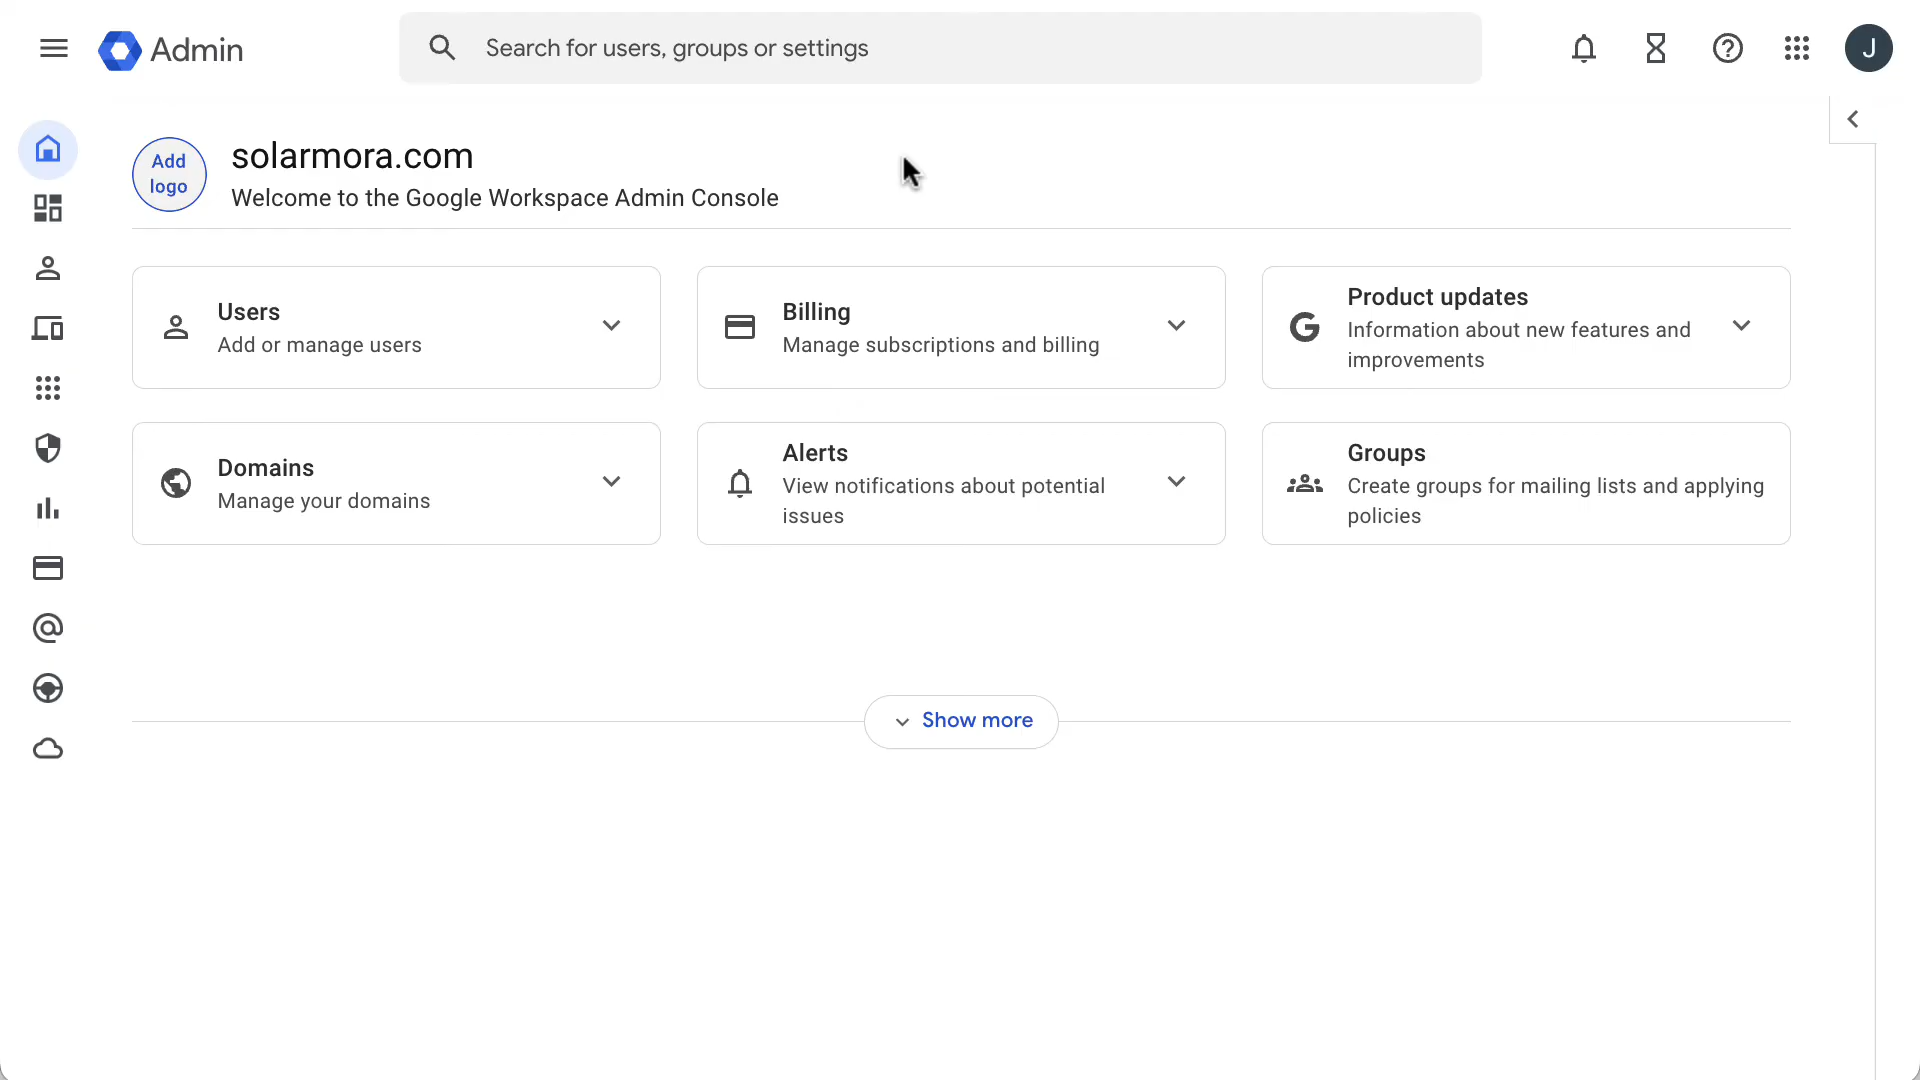 Admin
Search for users, groups or settings
J
Add
logo
solarmora.com
Welcome to the Google Workspace Admin Console
Users
Add or manage users
Billing
Manage subscriptions and billing
Product updates
Information about new features and
improvements
Domains
Manage your domains
Alerts
View notifications about potential
issues
Groups
Create groups for mailing lists and applying
policies
Show more